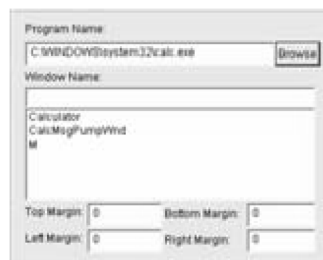 Program Name:
C:\WINDOWS\system32\calc.exe Browse
Window Name:
Calculator
CalcMsgPumpWnd
M
Top Margin: 0 Bottom Margin: 0
Left Margin: 0 Right Margin: 0